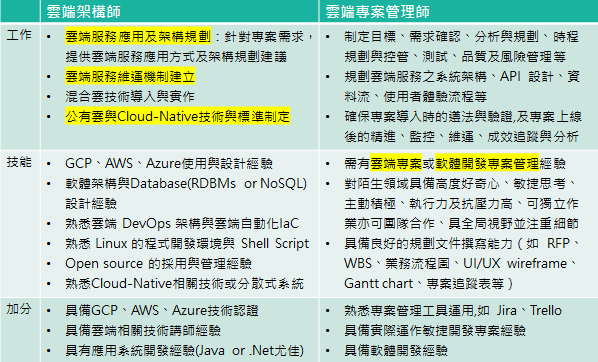 雲端架構師
雲端專案管理師
工作
• 雲端服務應用及架構規劃：針對專案需求，
提供雲端服務應用方式及架構規劃建議
• 雲端服務維運機制建立
• 混合雲技術導入與實作
• 公有雲與Cloud-Native技術與標準制定
• 制定目標、需求確認、分析與規劃、時程
規劃與控管、測試、品質及風險管理等
• 規劃雲端服務之系統架構、API 設計、資
料流、使用者體驗流程等
• 確保專案導入時的遵法與驗證,及專案上線
後的精進、監控、維運、成效追蹤與分析
技能
• GCP、AWS、Azure使用與設計經驗
• 軟體架構與Database(RDBMs or NoSQL)
設計經驗
• 熟悉雲端 DevOps 架構與雲端自動化IaC
• 熟悉 Linux 的程式開發環境與 Shell Script
• Open source 的採用與管理經驗
• 熟悉Cloud-Native相關技術或分散式系統
• 需有雲端專案或軟體開發專案管理經驗
• 對陌生領域具備高度好奇心、敏捷思考、
主動積極、執行力及抗壓力高、可獨立作
業亦可團隊合作、具全局視野並注重細節
• 具備良好的規劃文件撰寫能力（如 RFP、
WBS、業務流程圖、UI/UX wireframe、
Gantt chart、專案追蹤表等）
加分
• 具備GCP、AWS、Azure技術認證
• 具備雲端相關技術講師經驗
• 具有應用系統開發經驗(Java or .Net尤佳)
• 熟悉專案管理工具運用,如 Jira、Trello
• 具備實際運作敏捷開發專案經驗
• 具備軟體開發經驗